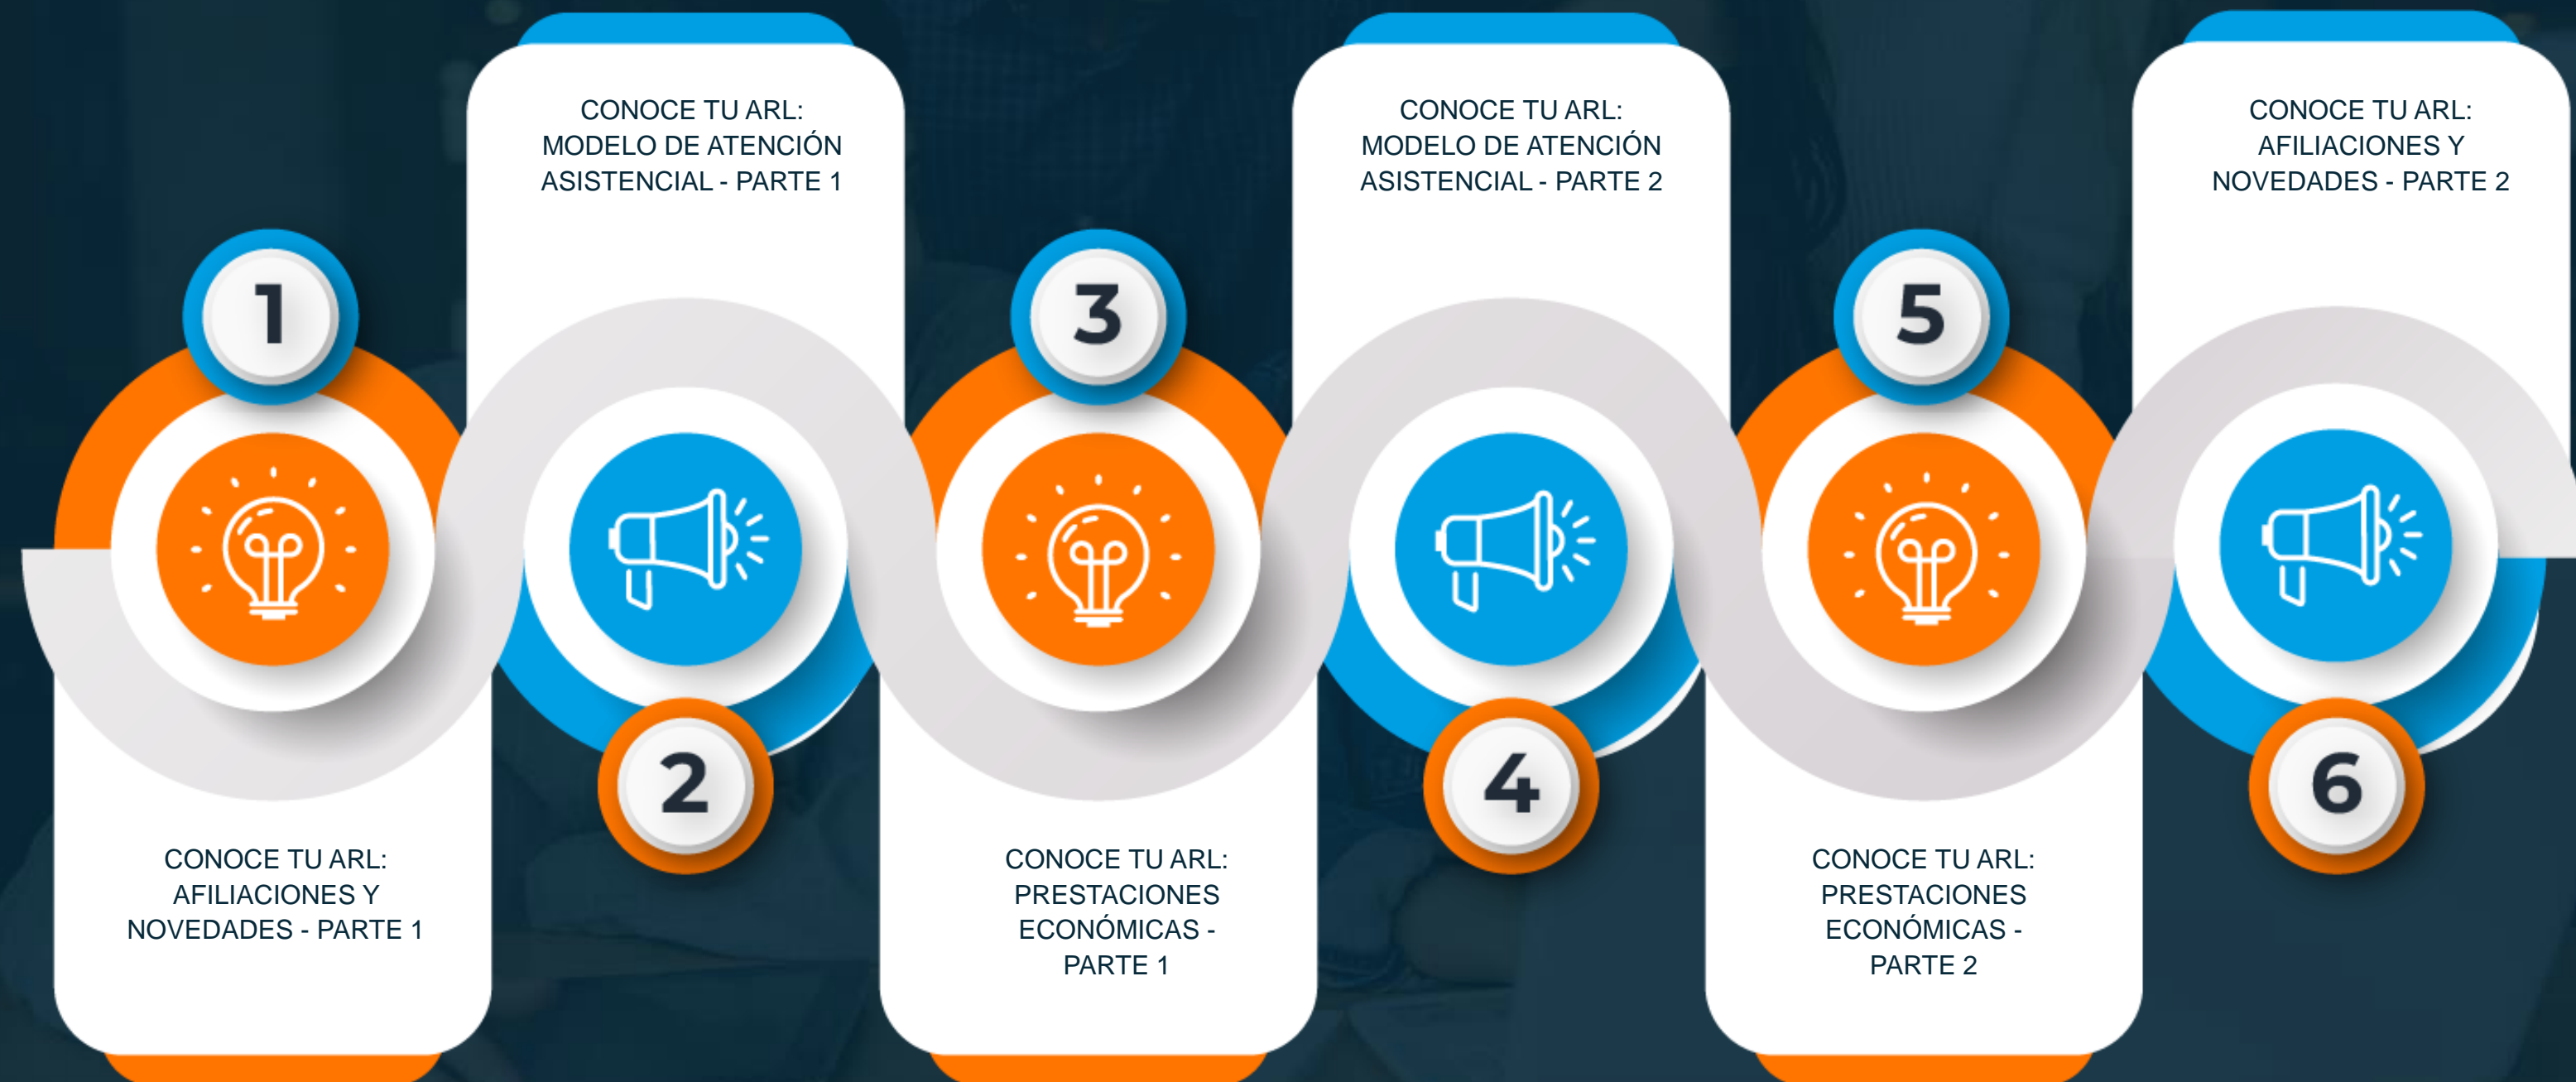 1
CONOCE TU ARL:
AFILIACIONES Y
NOVEDADES - PARTE 1
CONOCE TU ARL:
MODELO DE ATENCIÓN
ASISTENCIAL - PARTE 1
2
3
CONOCE TU ARL:
PRESTACIONES
ECONÓMICAS -
PARTE 1
CONOCE TU ARL:
MODELO DE ATENCIÓN
ASISTENCIAL - PARTE 2
4
5
CONOCE TU ARL:
PRESTACIONES
ECONÓMICAS -
PARTE 2
CONOCE TU ARL:
AFILIACIONES Y
NOVEDADES - PARTE 2
6